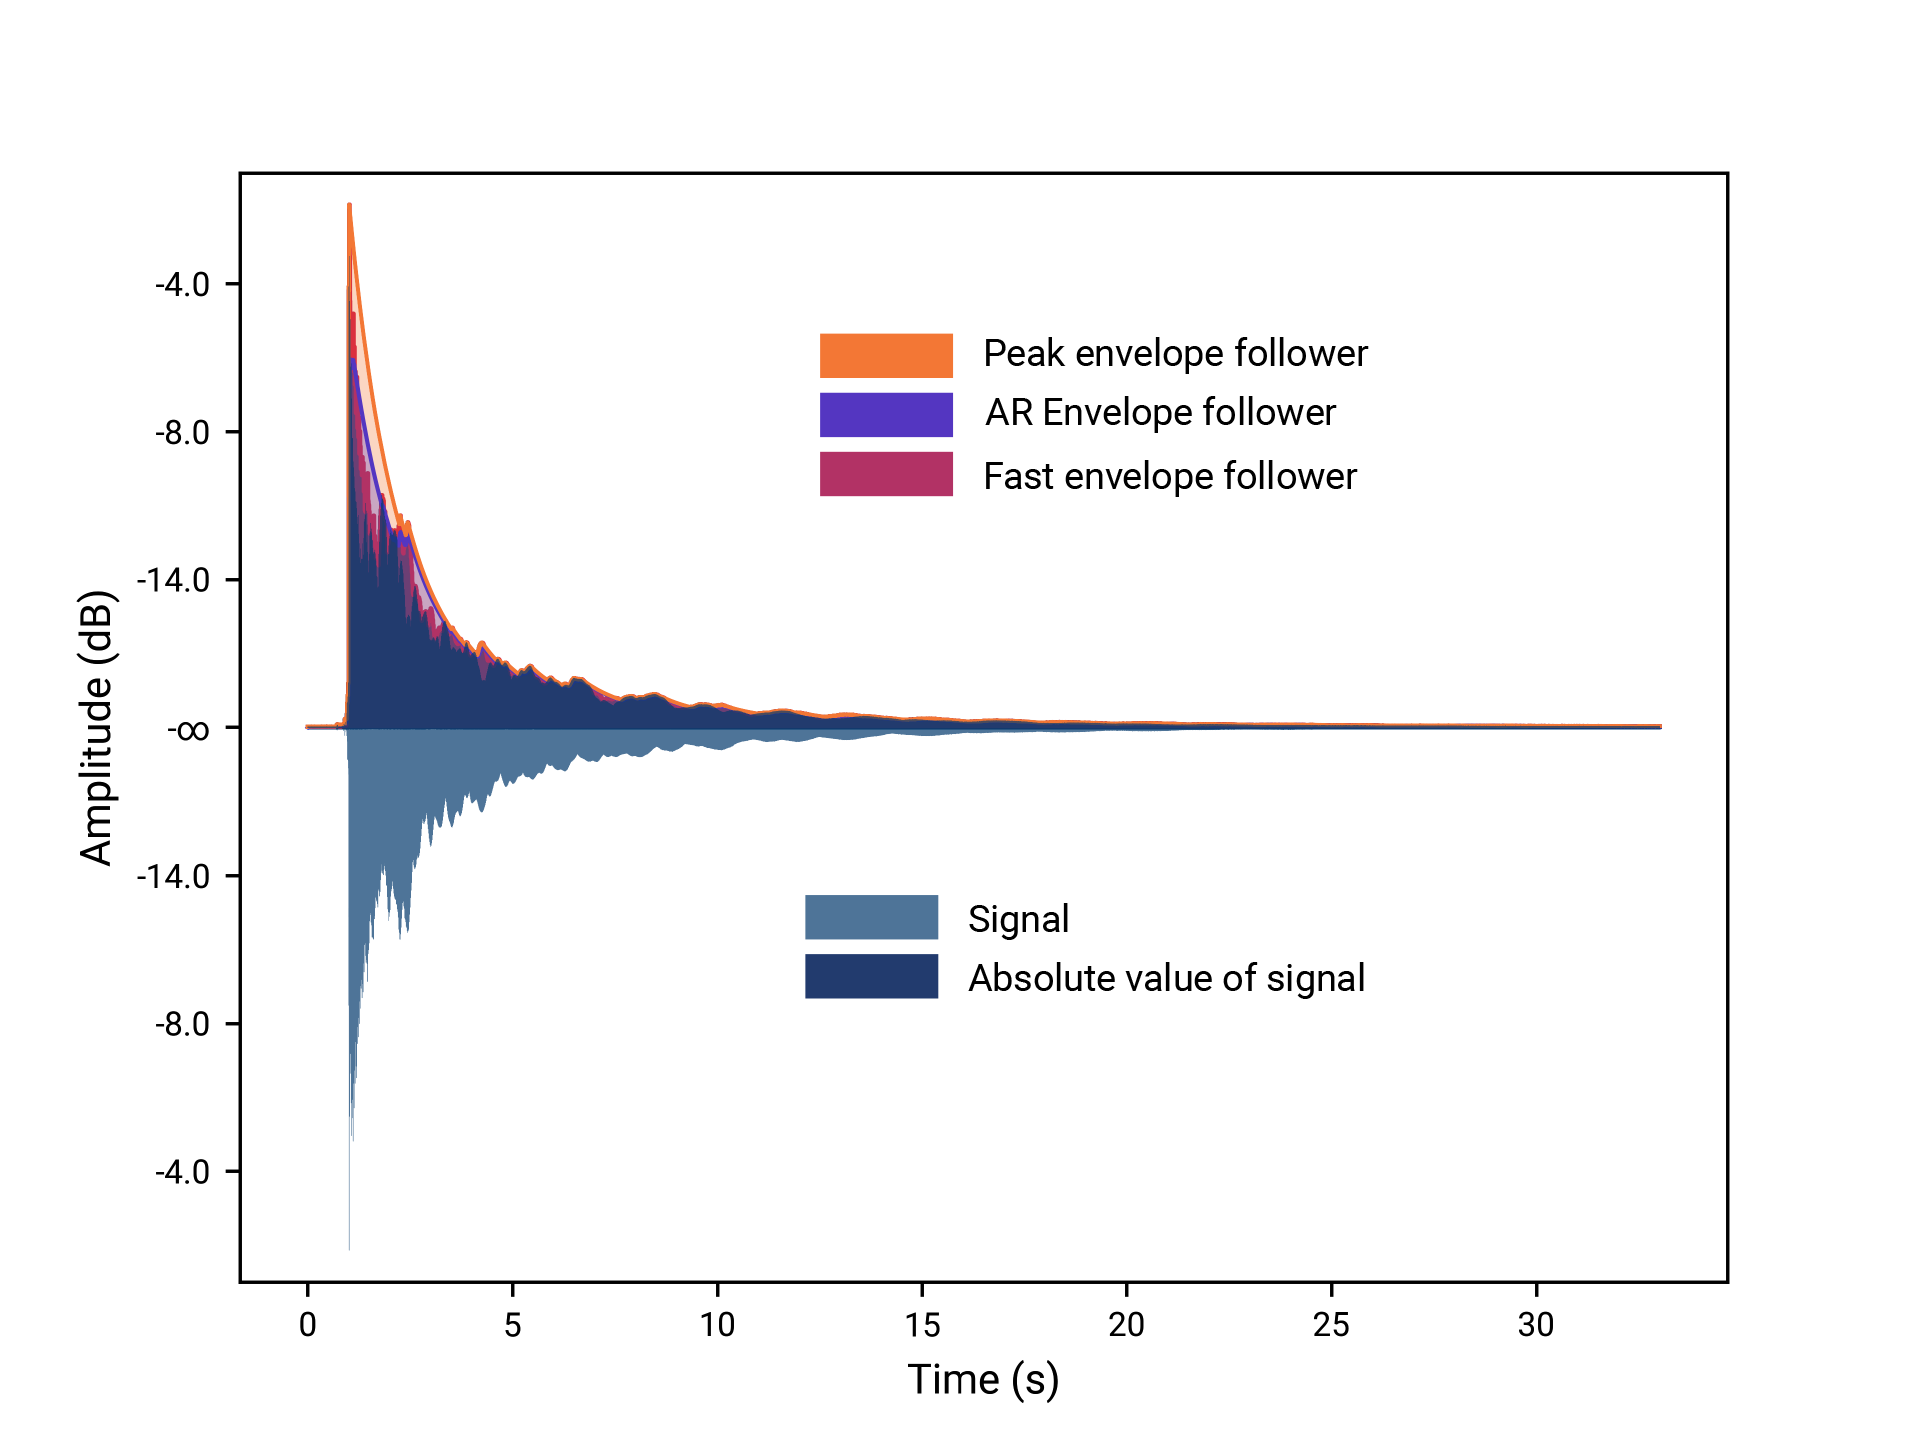 -4.0
-8.0
-14.0
-∞
-14.0
-8.0
-4.0
Amplitude (dB)
Peak envelope follower
AR Envelope follower
Fast envelope follower
Signal
Absolute value of signal
0 5 10 15 20 25 30
Time (s)